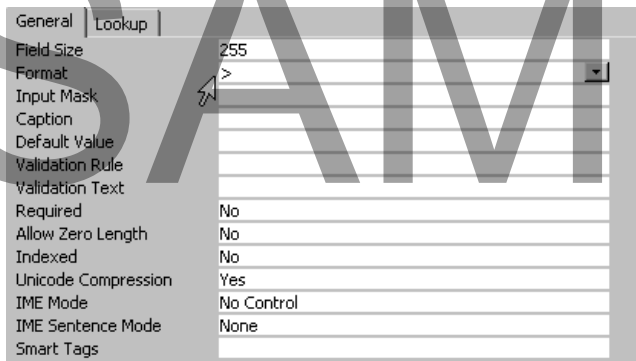 General Lookup
Field Size 255
Format >
Input Mask
Caption
Default Value
Validation Rule
Validation Text
Required No
Allow Zero Length No
Indexed No
Unicode Compression Yes
IME Mode No Control
IME Sentence Mode None
Smart Tags
SAM